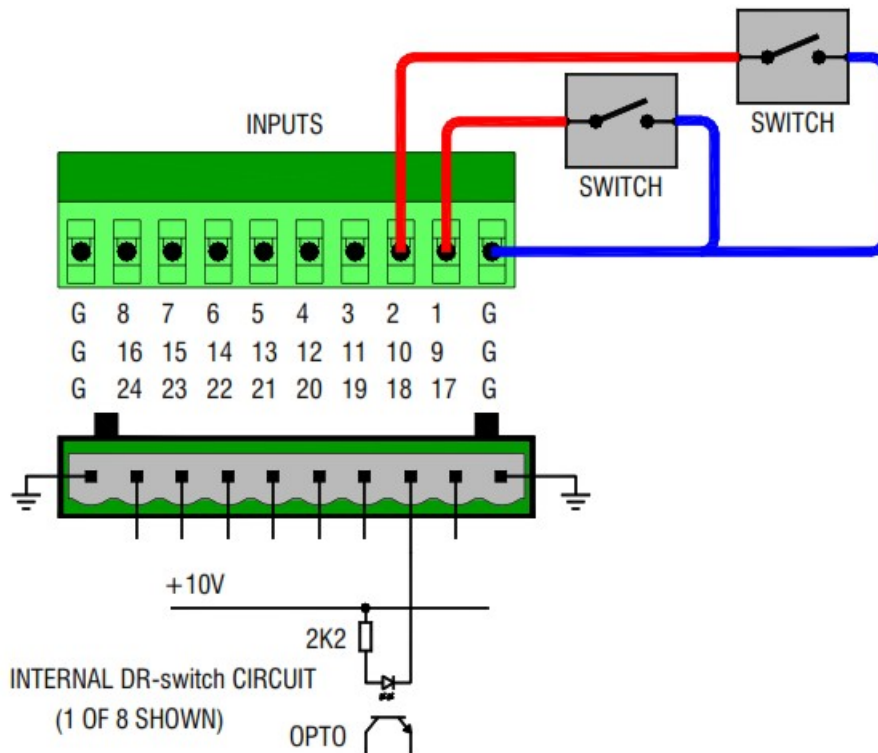 SWITCH
INPUTS
SWITCH
G 8 7 6 5 4 3 2 1 G
G 16 15 14 13 12 11 10 9 G
G 24 23 22 21 20 19 18 17 G
+10V
2K2
INTERNAL DR-switch CIRCUIT
(1 OF 8 SHOWN)
OPTO